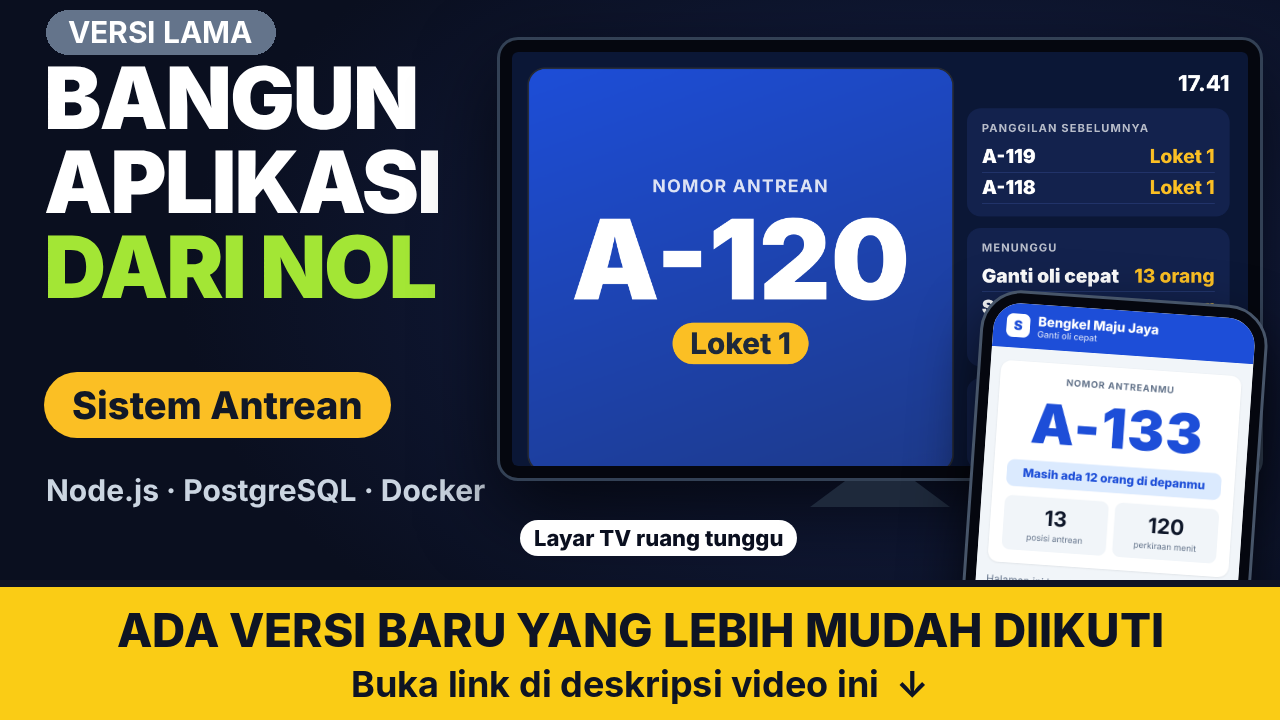 VERSI LAMA
BANGUN
APLIKASI
DARI NOL
Sistem Antrean
Node.js · PostgreSQL · Docker
17.41
NOMOR ANTREAN
A-120
Loket 1
PANGGILAN SEBELUMNYA
A-119 Loket 1
A-118 Loket 1
MENUNGGU
Ganti oli cepat 13 orang
S Bengkel Maju Jaya
Ganti oli cepat
NOMOR ANTREANMU
A-133
Masih ada 12 orang di depanmu
13 120
posisi antrean perkiraan menit
Layar TV ruang tunggu
ADA VERSI BARU YANG LEBIH MUDAH DIIKUTI
Buka link di deskripsi video ini ↓